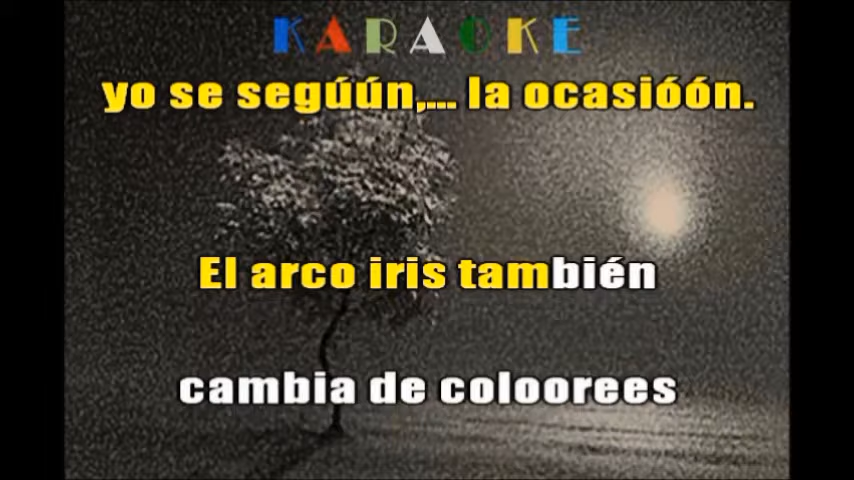 KARAOKE
yo se segúún,... la ocasióón.
El arco iris también
cambia de coloorees